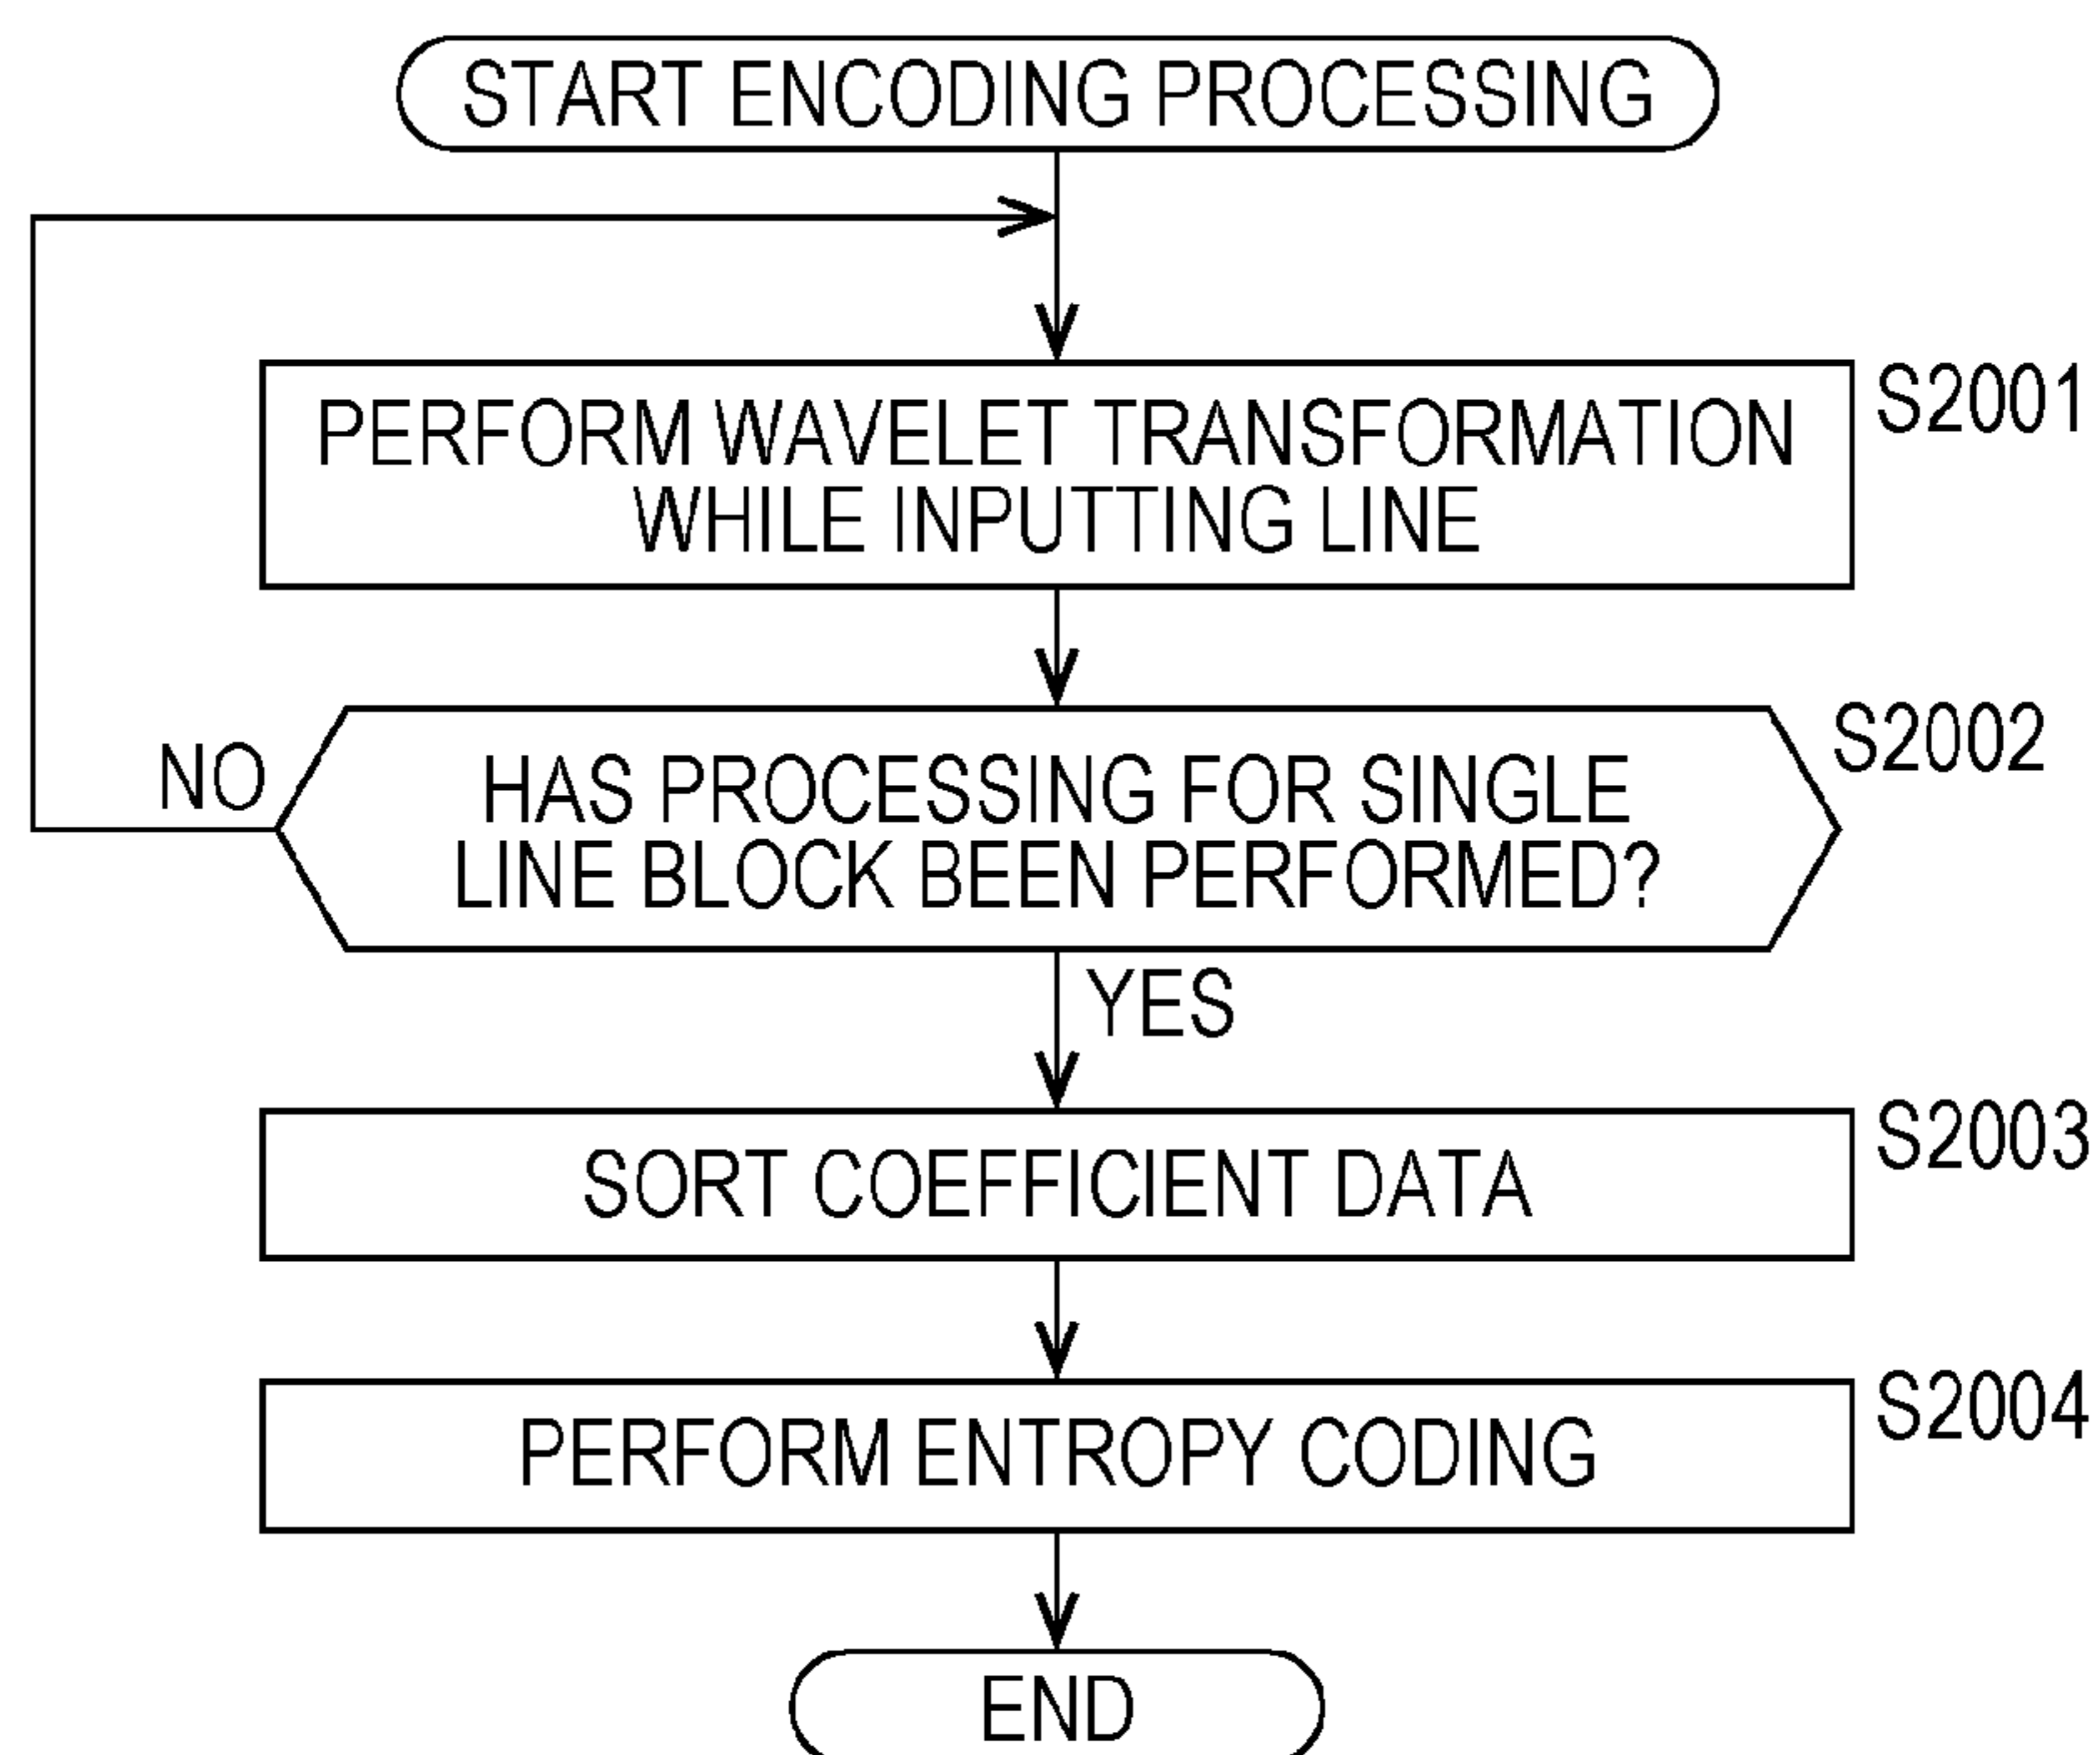 START ENCODING PROCESSING
PERFORM WAVELET TRANSFORMATION
WHILE INPUTTING LINE
S2001
HAS PROCESSING FOR SINGLE
LINE BLOCK BEEN PERFORMED?
S2002
NO
YES
SORT COEFFICIENT DATA
S2003
PERFORM ENTROPY CODING
S2004
END